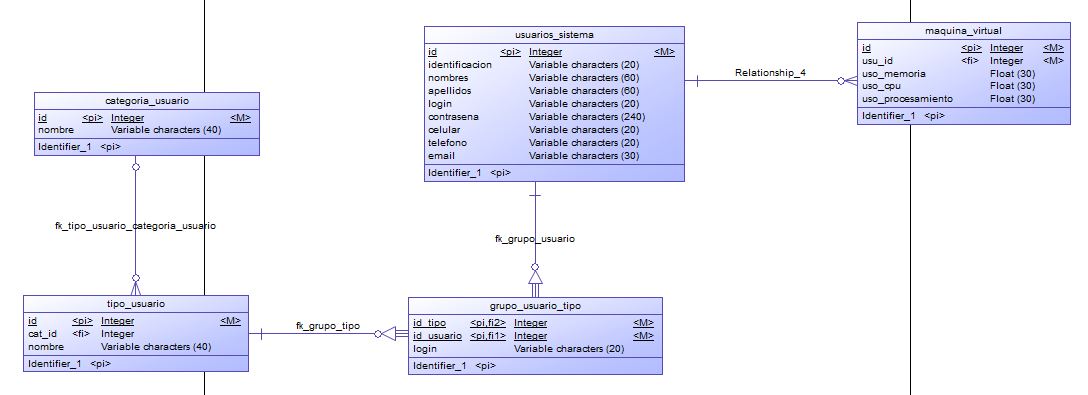 usuarios_sistema
id <pi> Integer <M>
identificacion Variable characters (20)
nombres Variable characters (60)
apellidos Variable characters (60)
login Variable characters (20)
contrasena Variable characters (240)
celular Variable characters (20)
telefono Variable characters (20)
email Variable characters (30)
Identifier_1 <pi>
Relationship_4
maquina_virtual
id <pi> Integer <M>
usu_id <fi> Integer <M>
uso_memoria Float (30)
uso_cpu Float (30)
uso_procesamiento Float (30)
Identifier_1 <pi>
categoria_usuario
id <pi> Integer <M>
nombre Variable characters (40)
Identifier_1 <pi>
fk_tipo_usuario_categoria_usuario
fk_grupo_usuario
tipo_usuario
id <pi> Integer <M>
cat_id <fi> Integer
nombre Variable characters (40)
Identifier_1 <pi>
fk_grupo_tipo
grupo_usuario_tipo
id_tipo <pi,fi2> Integer <M>
id_usuario <pi,fi1> Integer <M>
login Variable characters (20)
Identifier_1 <pi>